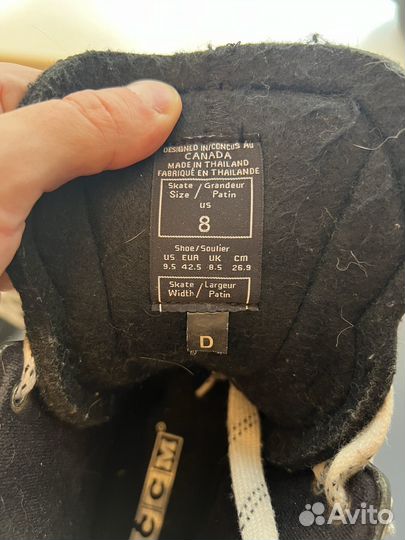 DESIGNED IN/CONÇUS AU
CANADA
MADE IN THAILAND
FABRIQUÉ EN THAÏLANDE
Skate / Grandeur
Size / Patin
US
8
Shoe/Soulier
US EUR UK CM
9.5 42.5 8.5 26.9
Skate / Largeur
Width / Patin
D
CCM
Avito